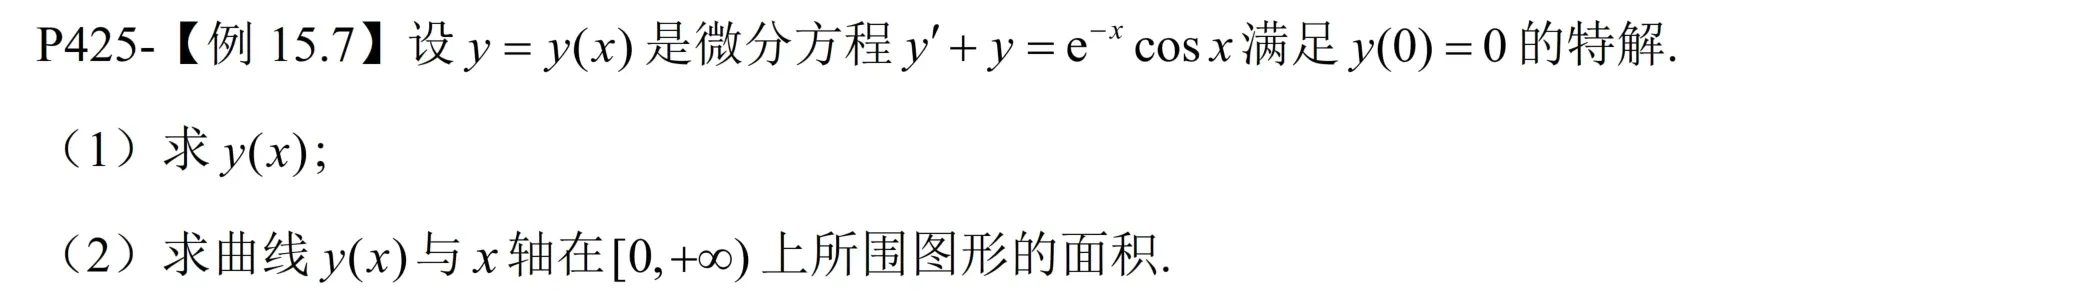 P425-【例 15.7】设 y = y(x) 是微分方程 y′ + y = e⁻ˣ cos x 满足 y(0) = 0 的特解.
（1）求 y(x);
（2）求曲线 y(x) 与 x 轴在[0,+∞) 上所围图形的面积.